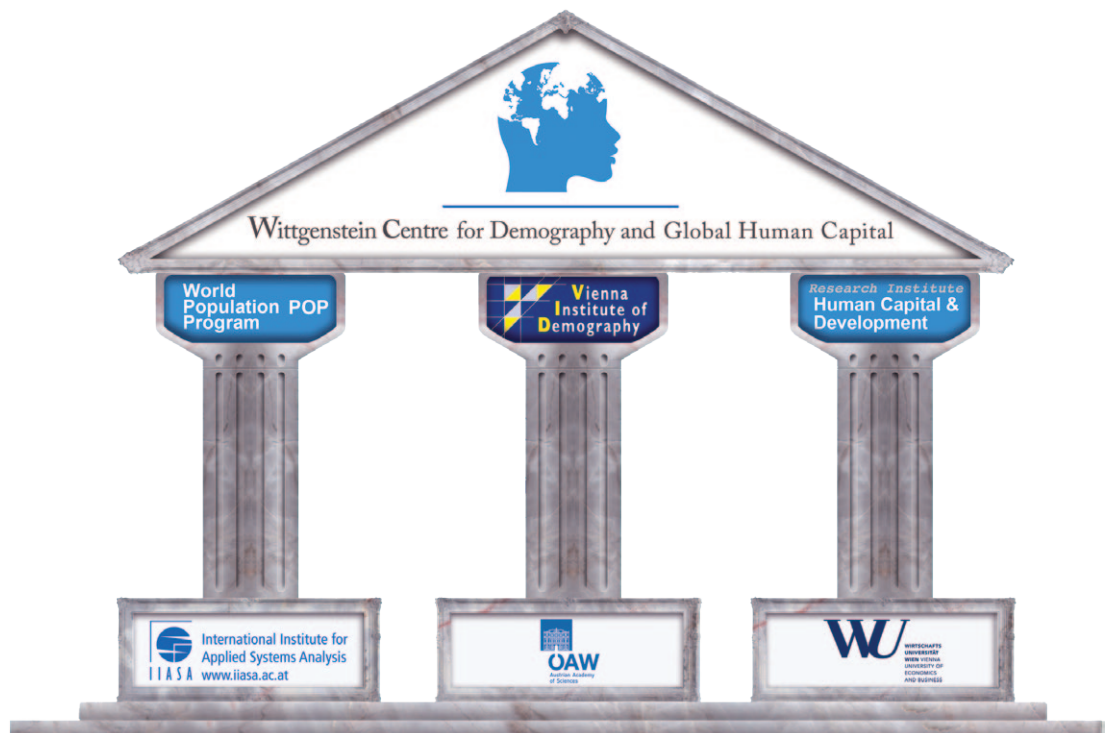 Wittgenstein Centre for Demography and Global Human Capital
World
Population POP
Program
Vienna
Institute of
Demography
Research Institute
Human Capital &
Development
IIASA
International Institute for
Applied Systems Analysis
www.iiasa.ac.at
ÖAW
Austrian Academy
of Sciences
WU
WIRTSCHAFTS
UNIVERSITÄT
WIEN VIENNA
UNIVERSITY OF
ECONOMICS
AND BUSINESS